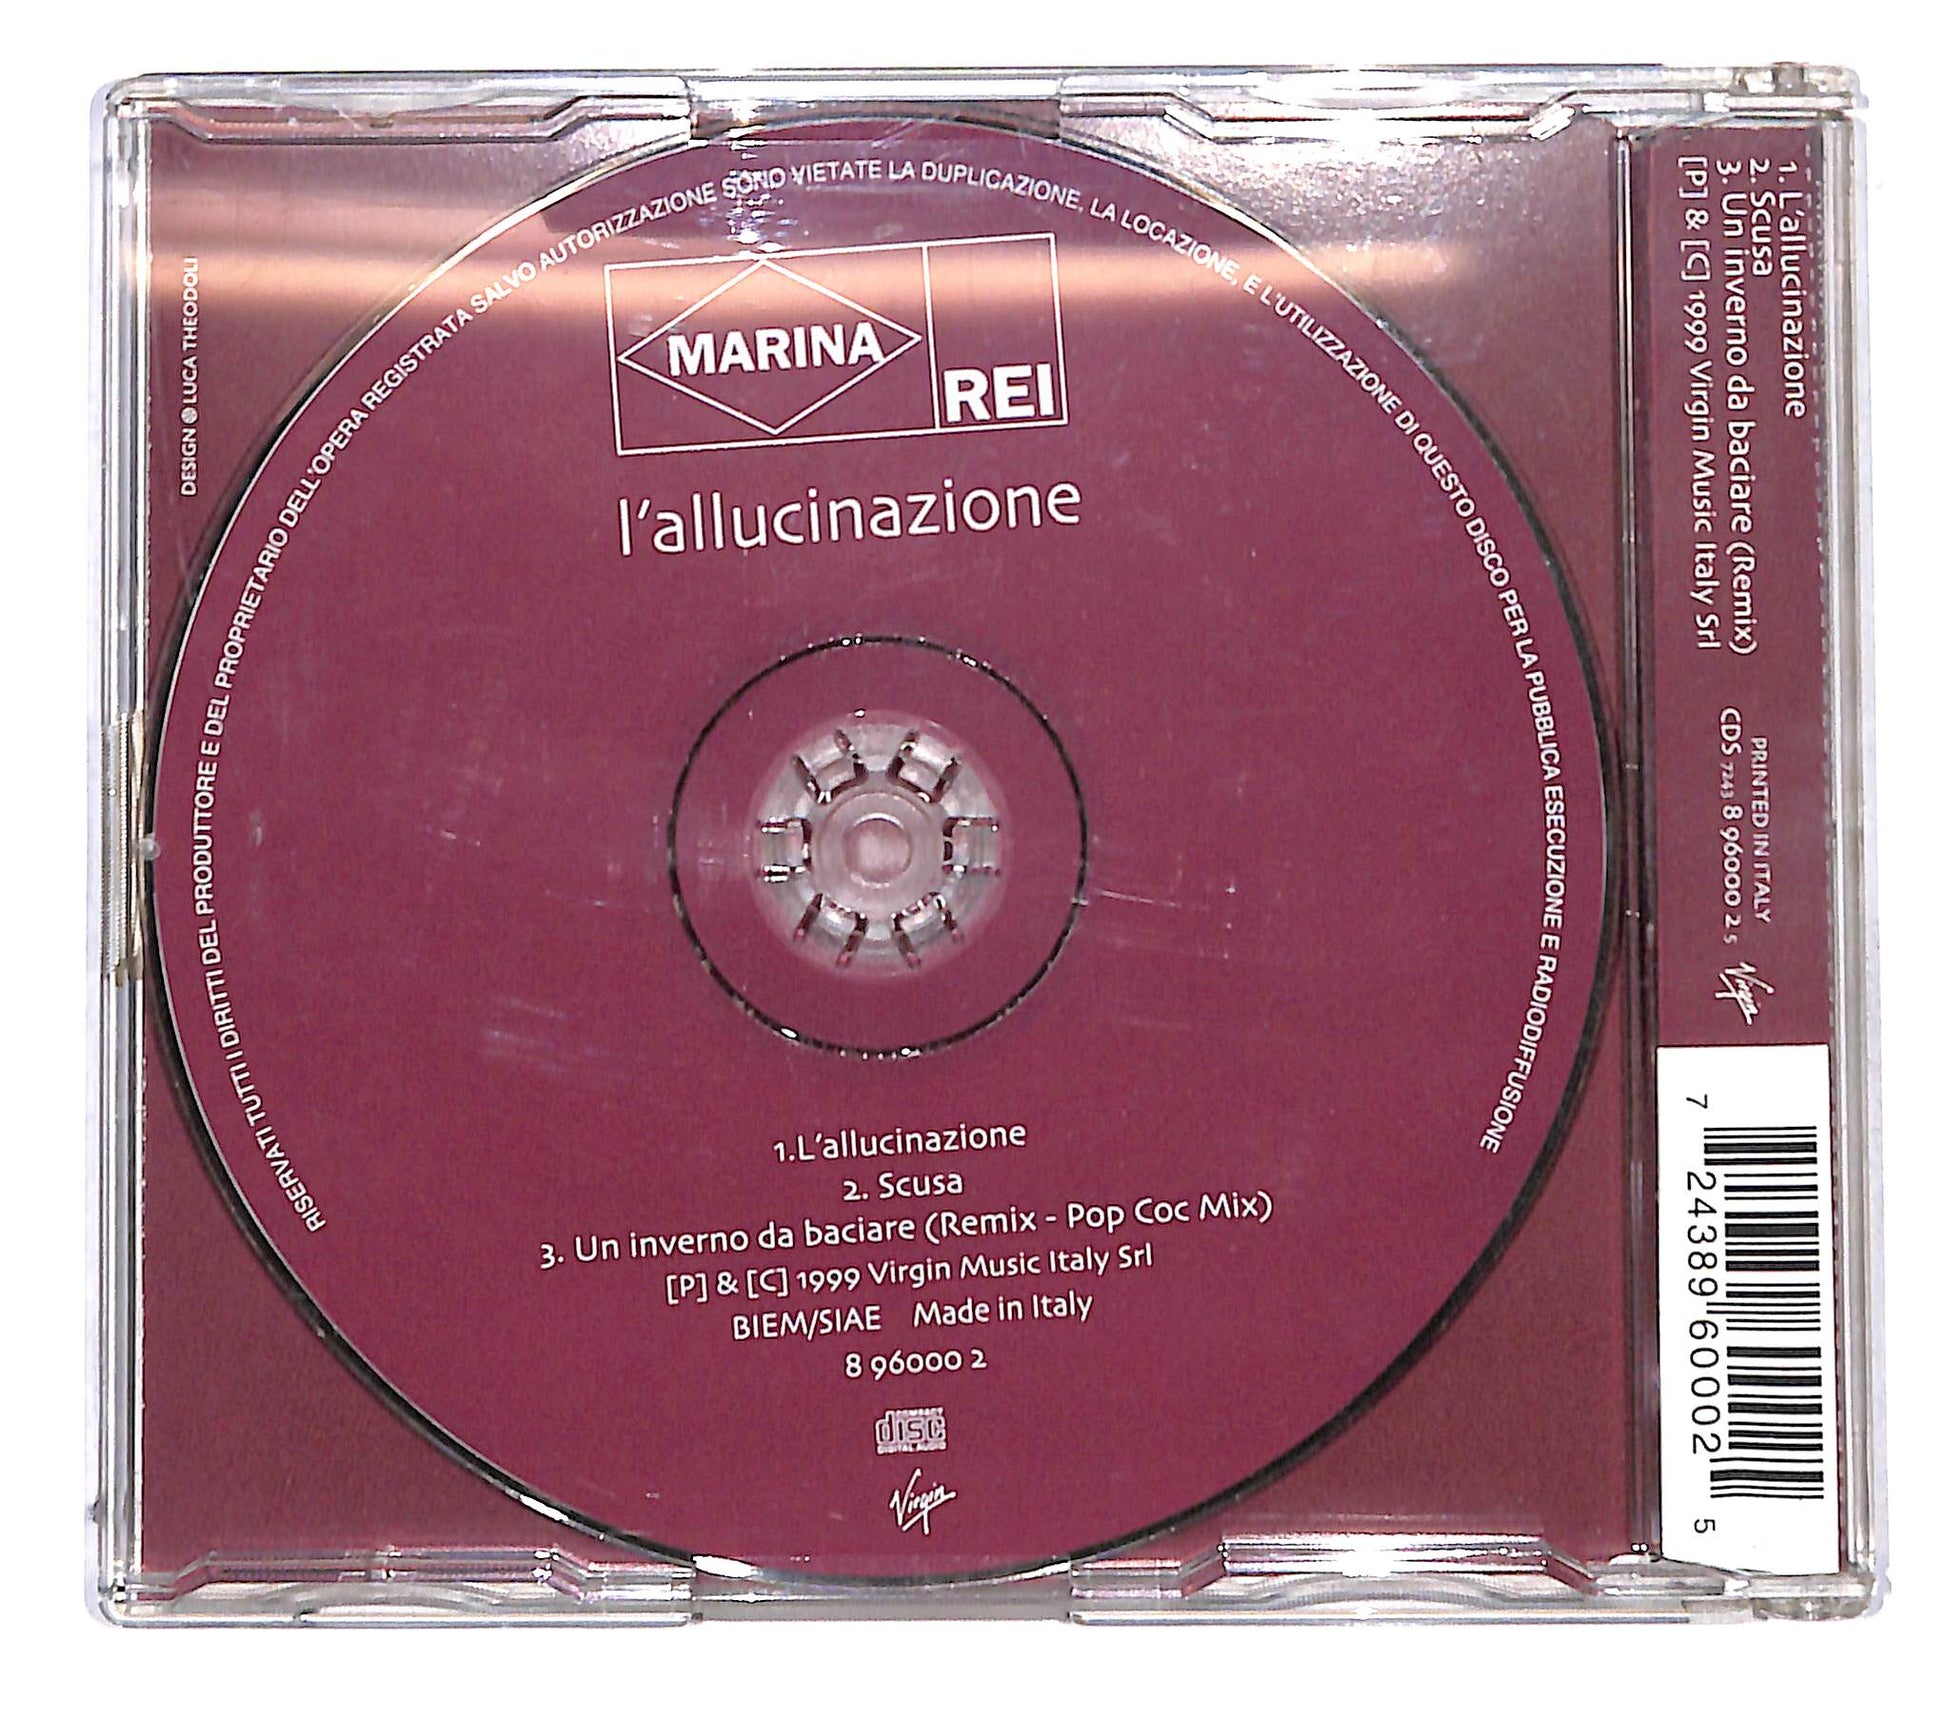 DESIGN LUCA THEODOLI
RISERVATI TUTTI I DIRITTI DEL PRODUTTORE E DEL PROPRIETARIO DELL'OPERA REGISTRATA SALVO AUTORIZZAZIONE SONO VIETATE LA DUPLICAZIONE, LA LOCAZIONE, E L'UTILIZZAZIONE DI QUESTO DISCO PER LA PUBBLICA ESECUZIONE E RADIODIFFUSIONE
MARINA
REI
l'allucinazione
1.L'allucinazione
2. Scusa
3. Un inverno da baciare (Remix - Pop Coc Mix)
[P] & [C] 1999 Virgin Music Italy Srl
BIEM/SIAE Made in Italy
8 96000 2
COMPACT
disc
DIGITAL AUDIO
Virgin
1. L'allucinazione
2. Scusa
3. Un inverno da baciare (Remix)
[P] & [C] 1999 Virgin Music Italy Srl
PRINTED IN ITALY
CDS 7243 8 96000 2 5
Virgin
7 24389 60002 5